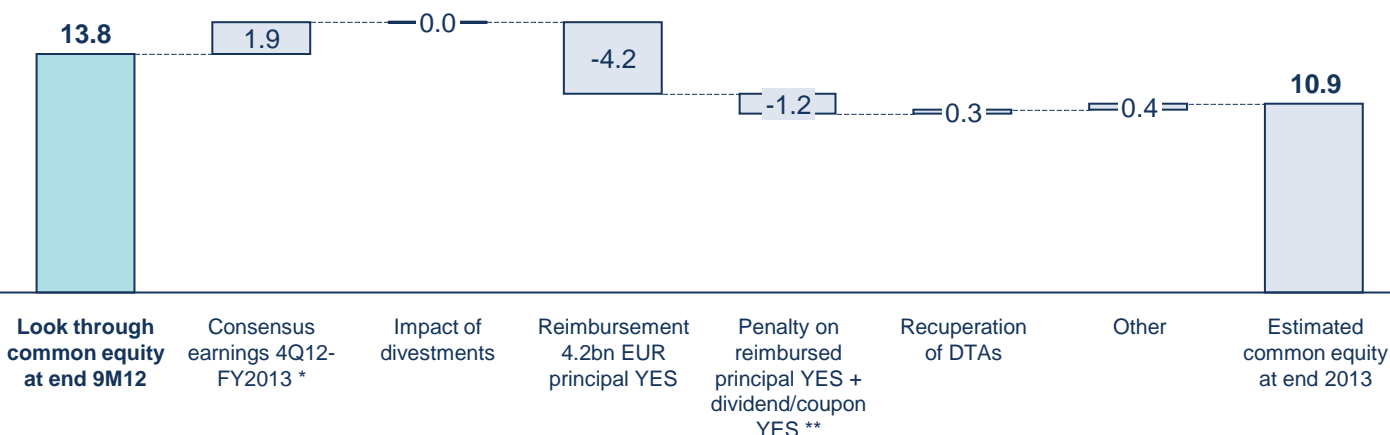 13.8
1.9
0.0
-4.2
-1.2
0.3
0.4
10.9
Look through
common equity
at end 9M12
Consensus
earnings 4Q12-
FY2013 *
Impact of
divestments
Reimbursement
4.2bn EUR
principal YES
Penalty on
reimbursed
principal YES +
dividend/coupon
YES **
Recuperation
of DTAs
Other
Estimated
common equity
at end 2013